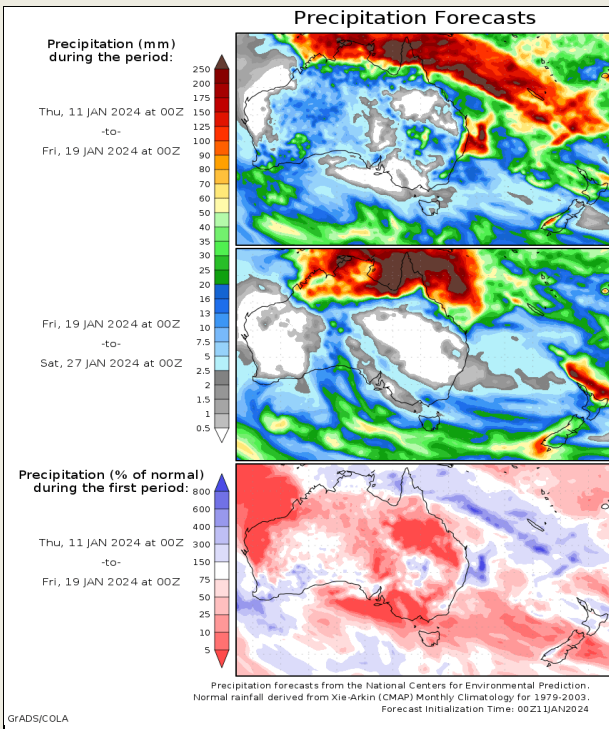 Precipitation Forecasts
Precipitation (mm)
during the period:
Thu, 11 JAN 2024 at 00Z
-to-
Fri, 19 JAN 2024 at 00Z
250
200
175
150
125
100
90
80
70
60
50
40
35
30
25
20
16
13
10
7.5
5
2.5
2
1.5
1
0.5
Fri, 19 JAN 2024 at 00Z
-to-
Sat, 27 JAN 2024 at 00Z
Precipitation (% of normal)
during the first period:
Thu, 11 JAN 2024 at 00Z
-to-
Fri, 19 JAN 2024 at 00Z
800
600
400
300
150
75
50
25
10
5
Precipitation forecasts from the National Centers for Environmental Prediction.
Normal rainfall derived from Xie-Arkin (CMAP) Monthly Climatology for 1979-2003.
Forecast Initialization Time: 00Z11JAN2024
GrADS/COLA